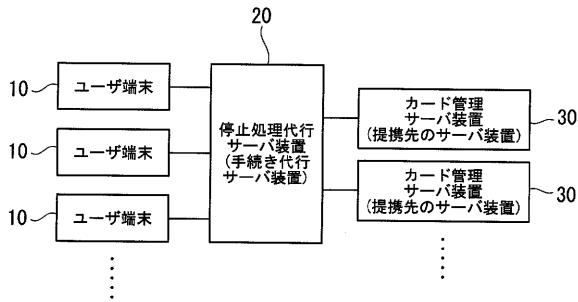 20
10
ユーザ端末
10
ユーザ端末
10
ユーザ端末
停止処理代行
サーバ装置
(手続き代行
サーバ装置)
カード管理
サーバ装置
(提携先のサーバ装置)
30
カード管理
サーバ装置
(提携先のサーバ装置)
30